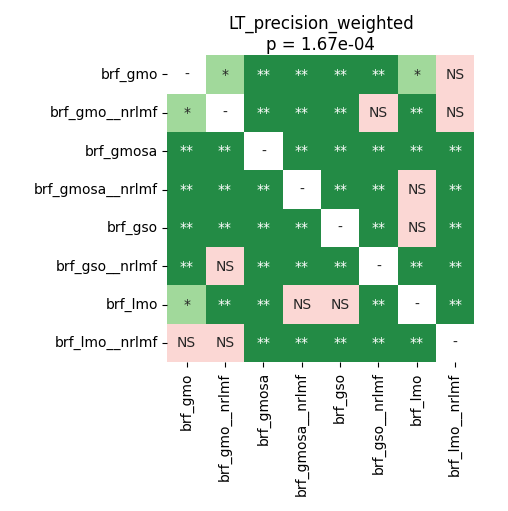 LT_precision_weighted
p = 1.67e-04
brf_gmo - * ** ** ** ** * NS
brf_gmo__nrlmf * - ** ** ** NS ** NS
brf_gmosa ** ** - ** ** ** ** **
brf_gmosa__nrlmf ** ** ** - ** ** NS **
brf_gso ** ** ** ** - ** NS **
brf_gso__nrlmf ** NS ** ** ** - ** **
brf_lmo * ** ** NS NS ** - **
brf_lmo__nrlmf NS NS ** ** ** ** ** -
brf_gmo
brf_gmo__nrlmf
brf_gmosa
brf_gmosa__nrlmf
brf_gso
brf_gso__nrlmf
brf_lmo
brf_lmo__nrlmf